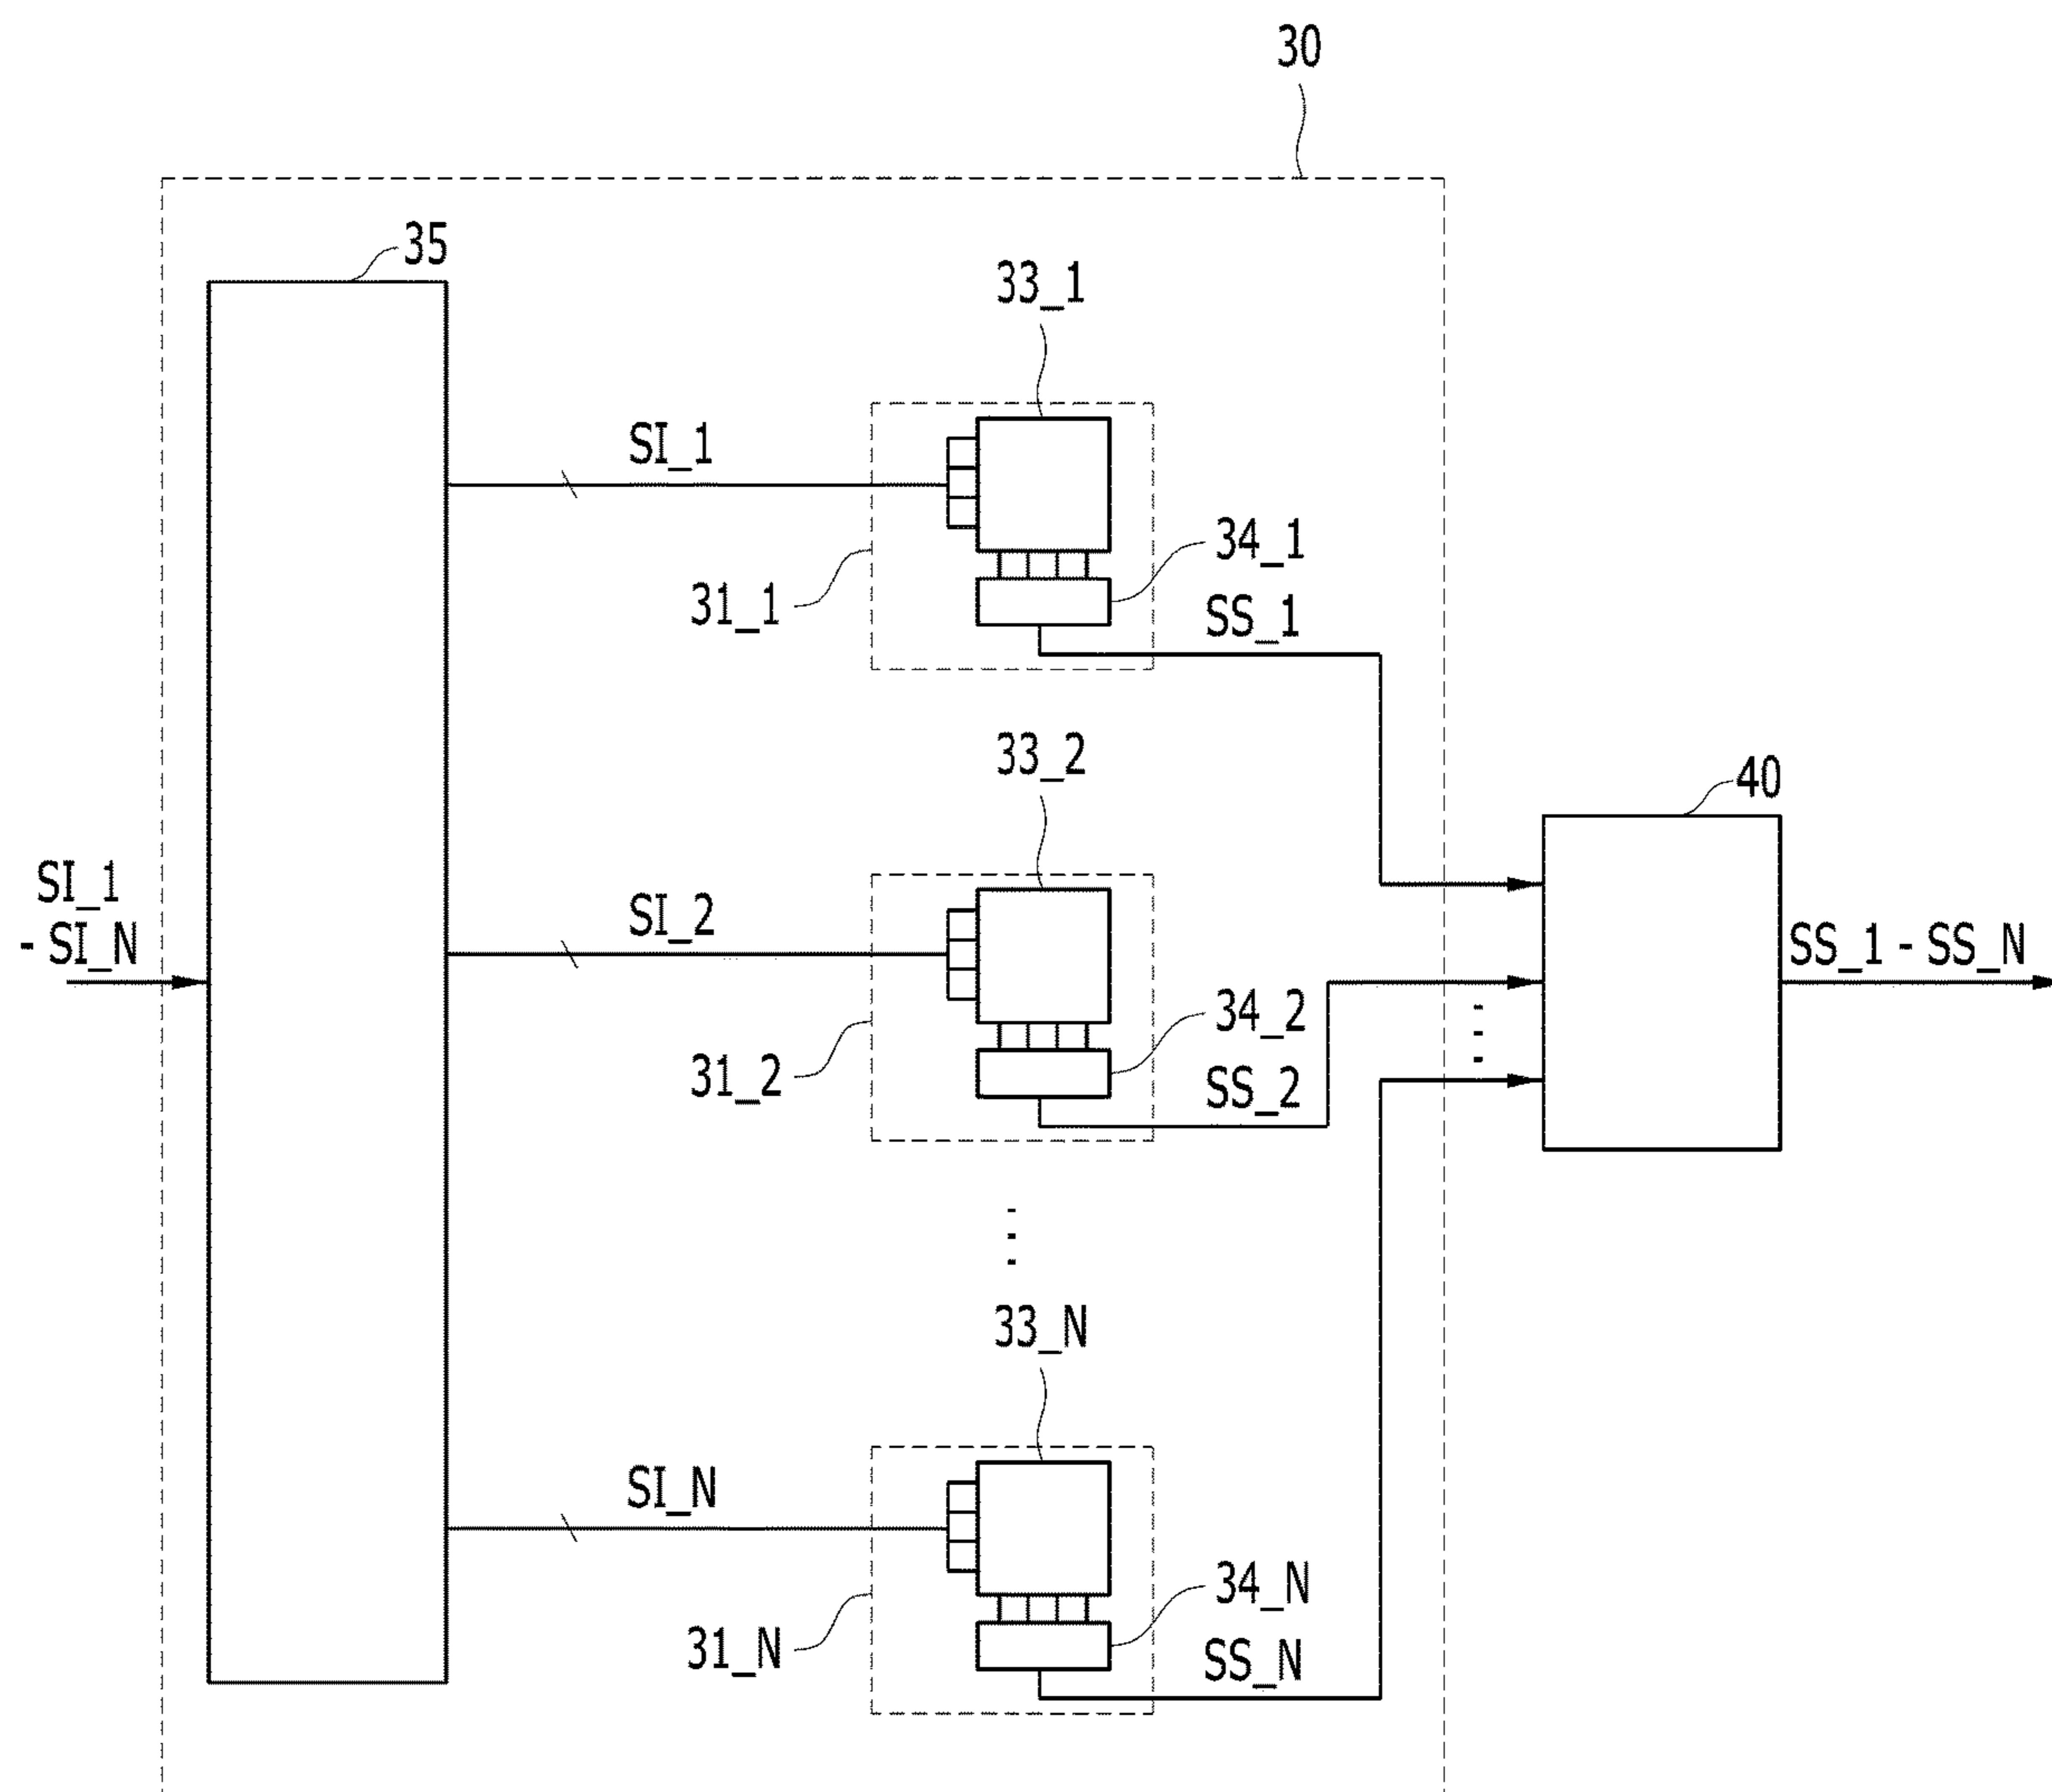 30
35
33_1
SI_1
34_1
31_1
SS_1
33_2
40
SI_1
- SI_N
SI_2
SS_1 - SS_N
34_2
31_2
SS_2
33_N
SI_N
34_N
31_N
SS_N